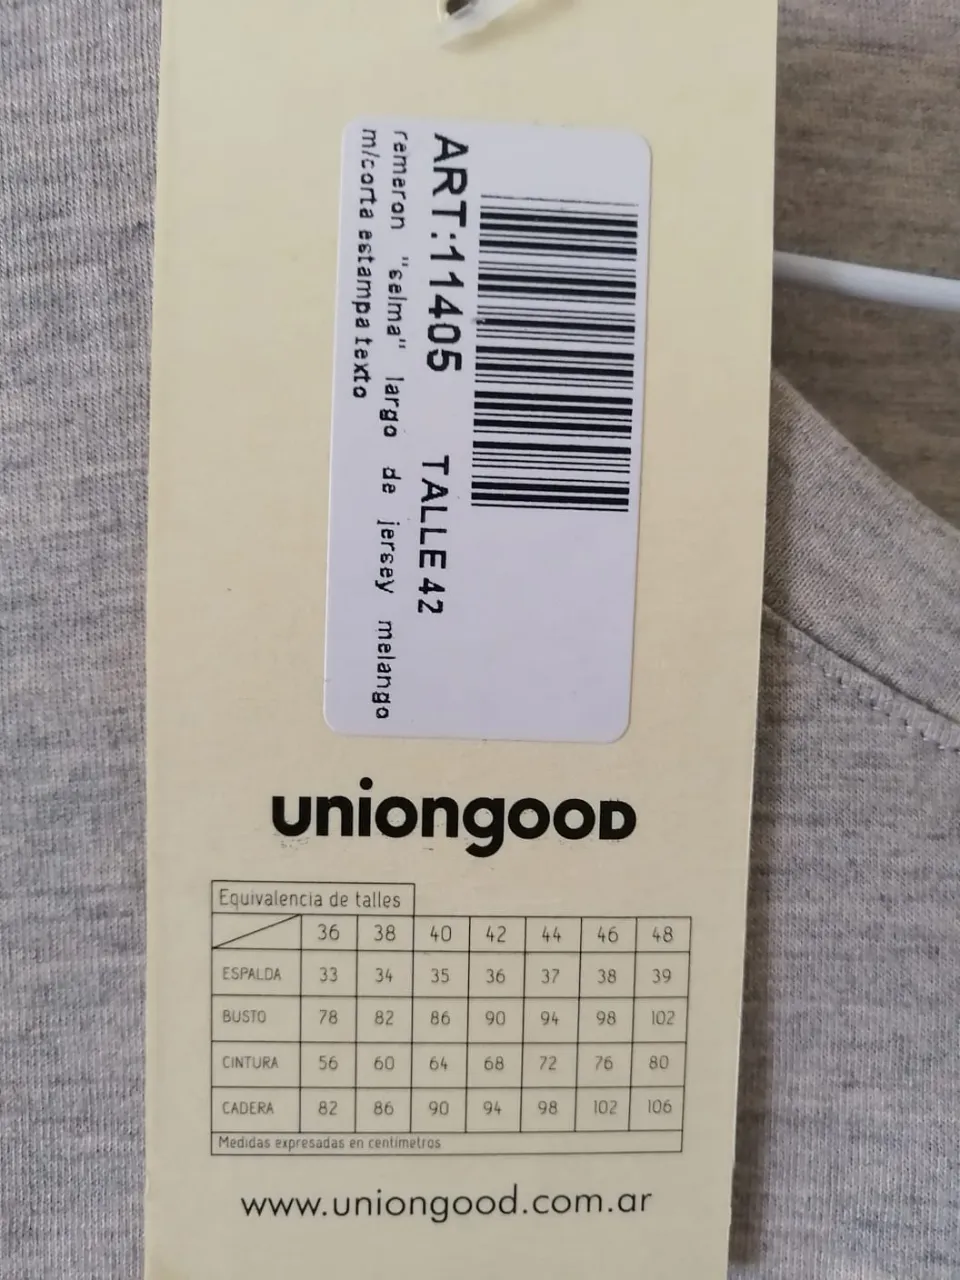 ART:11405 TALLE 42
remeron "selma" largo de jersey melango
m/corta estampa texto
uniongood
Equivalencia de talles
36 38 40 42 44 46 48
ESPALDA 33 34 35 36 37 38 39
BUSTO 78 82 86 90 94 98 102
CINTURA 56 60 64 68 72 76 80
CADERA 82 86 90 94 98 102 106
Medidas expresadas en centímetros
www.uniongood.com.ar